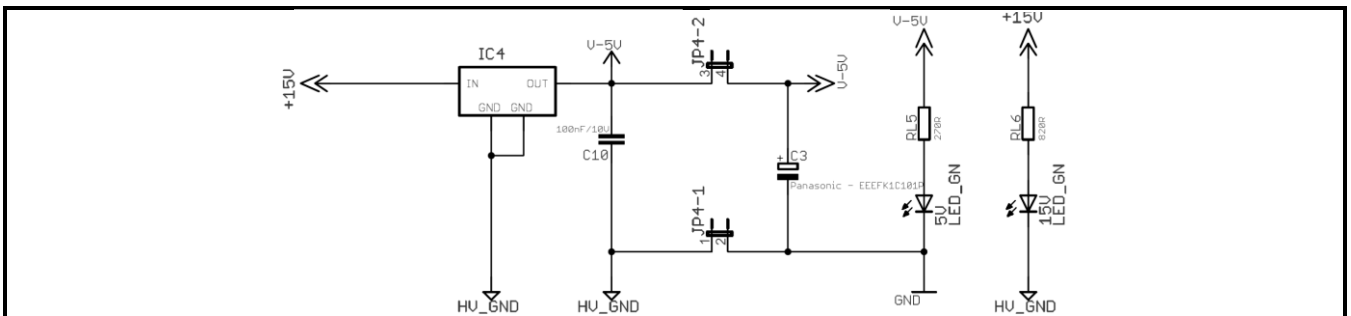 IC4
IN
OUT
GND
GND
+15V
V-5V
100nF/10V
C10
JP4-2
3
4
V-5V
+
C3
Panasonic - EEEFK1C101P
JP4-1
1
2
V-5V
RL5
270R
5V
LED_GN
+15V
RL6
820R
15V
LED_GN
HV_GND
HV_GND
GND
HV_GND